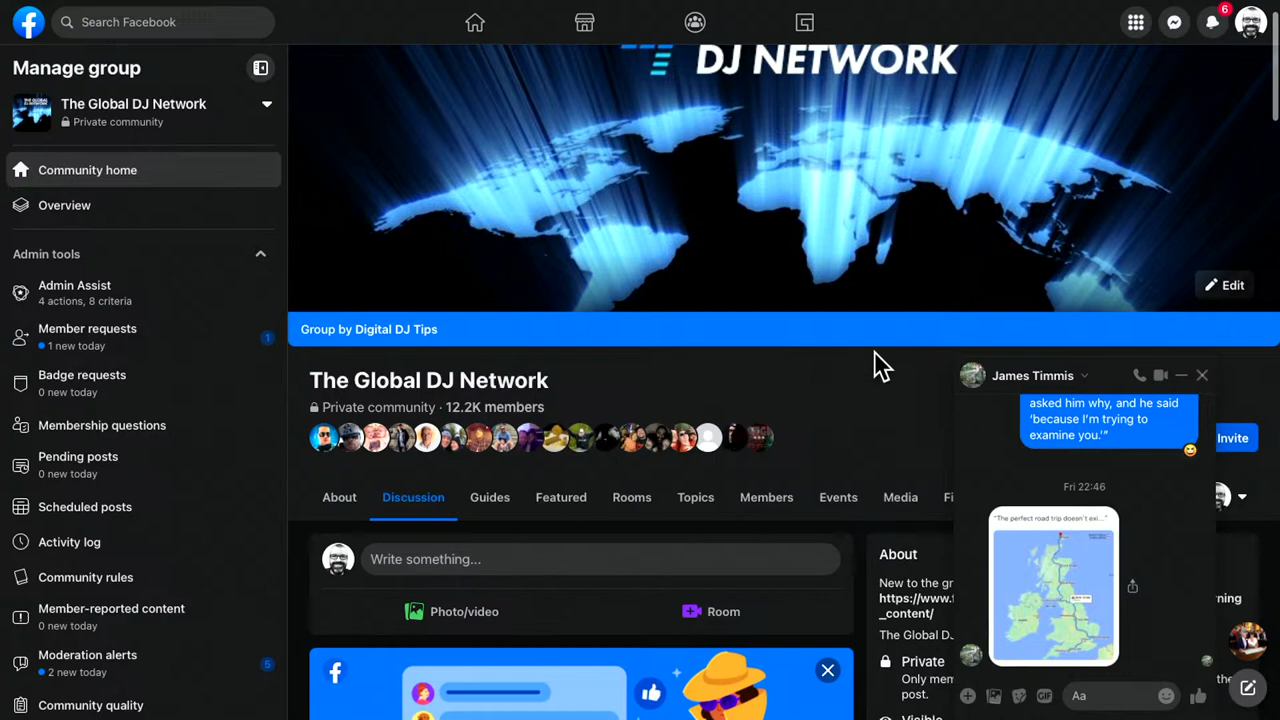 Search Facebook
6
Manage group
The Global DJ Network
Private community
Community home
Overview
Admin tools
Admin Assist
4 actions, 8 criteria
Member requests
1 new today
1
Badge requests
0 new today
Membership questions
Pending posts
0 new today
Scheduled posts
Activity log
Community rules
Member-reported content
0 new today
Moderation alerts
2 new today
5
Community quality
DJ NETWORK
Edit
Group by Digital DJ Tips
The Global DJ Network
Private community · 12.2K members
Invite
About
Discussion
Guides
Featured
Rooms
Topics
Members
Events
Media
Fi
Write something...
Photo/video
Room
About
New to the gr
https://www.f
_content/
The Global DJ
Private
Only mem
post.
James Timmis
asked him why, and he said
‘because I’m trying to
examine you.’”
Fri 22:46
"The perfect road trip doesn't exi..."
Aa
GIF